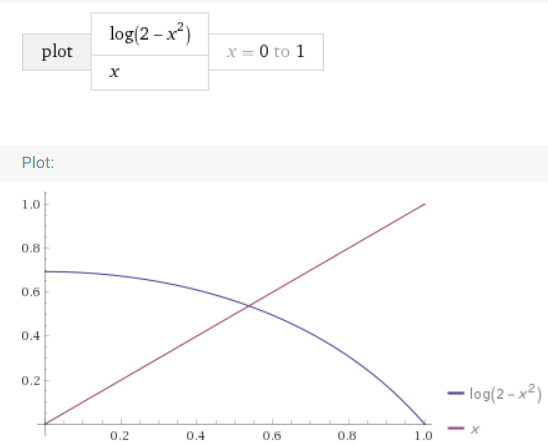 plot
log(2 – x²)
x
x = 0 to 1
Plot:
1.0
0.8
0.6
0.4
0.2
0.2 0.4 0.6 0.8 1.0
log(2 – x²)
x